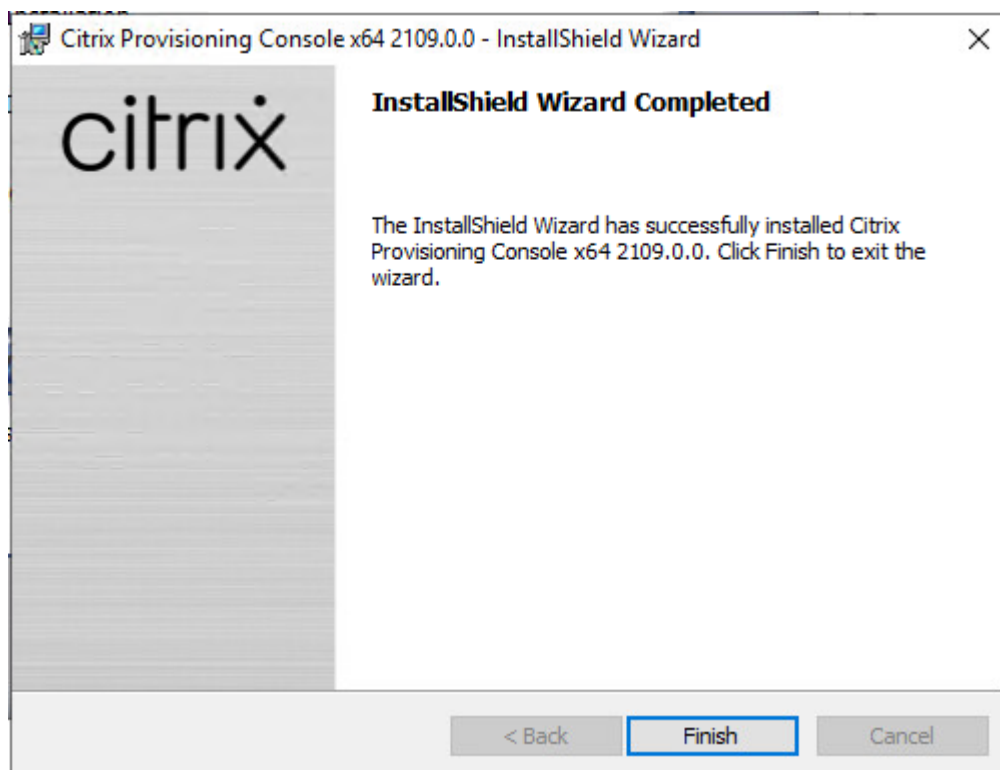 Installation
Citrix Provisioning Console x64 2109.0.0 - InstallShield Wizard
citrix
InstallShield Wizard Completed
The InstallShield Wizard has successfully installed Citrix
Provisioning Console x64 2109.0.0. Click Finish to exit the
wizard.
< Back
Finish
Cancel